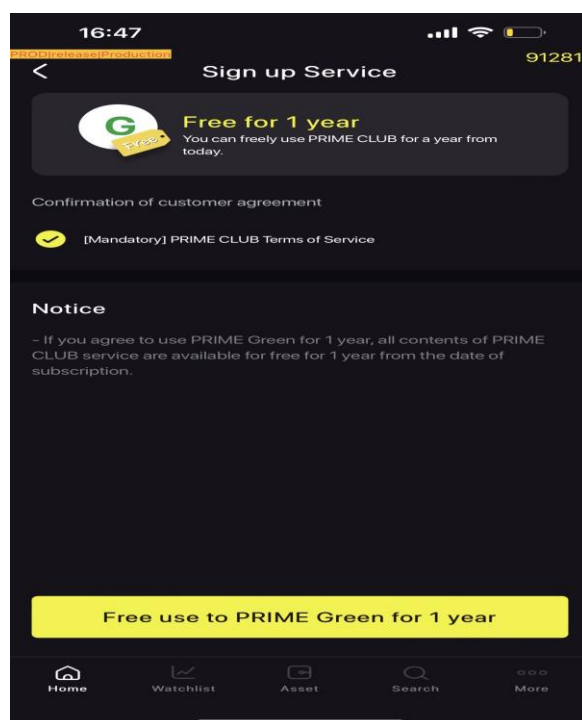 16:47
PROD|release|Production
91281
Sign up Service
G
Free
Free for 1 year
You can freely use PRIME CLUB for a year from
today.
Confirmation of customer agreement
[Mandatory] PRIME CLUB Terms of Service
Notice
- If you agree to use PRIME Green for 1 year, all contents of PRIME
CLUB service are available for free for 1 year from the date of
subscription.
Free use to PRIME Green for 1 year
Home Watchlist Asset Search More